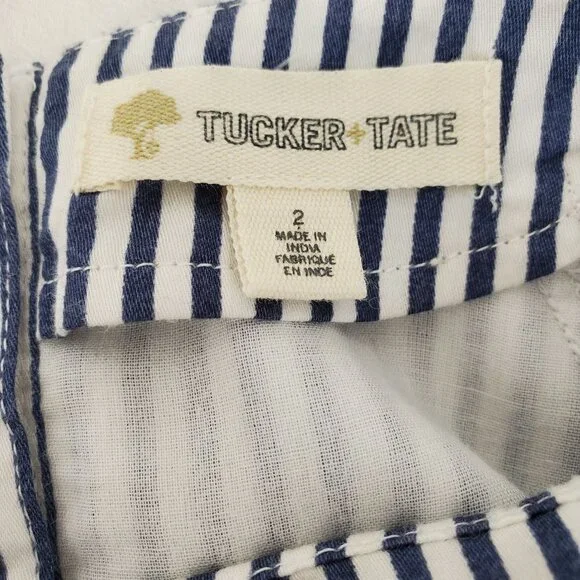 TUCKER+TATE
2
MADE IN
INDIA
FABRIQUÉ
EN INDE